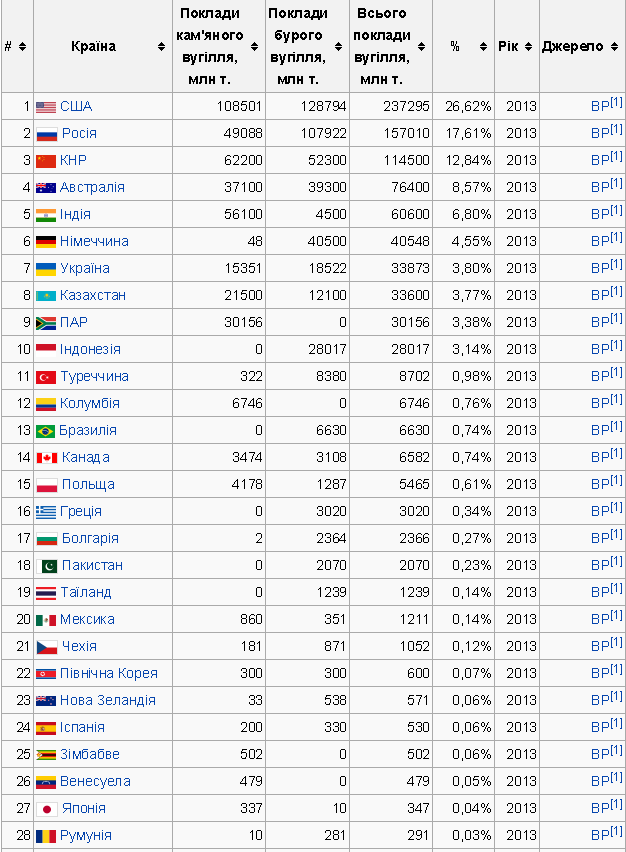 # Країна Поклади кам'яного вугілля, млн т. Поклади бурого вугілля, млн т. Всього поклади вугілля, млн т. % Рік Джерело
1 США 108501 128794 237295 26,62% 2013 BP[1]
2 Росія 49088 107922 157010 17,61% 2013 BP[1]
3 КНР 62200 52300 114500 12,84% 2013 BP[1]
4 Австралія 37100 39300 76400 8,57% 2013 BP[1]
5 Індія 56100 4500 60600 6,80% 2013 BP[1]
6 Німеччина 48 40500 40548 4,55% 2013 BP[1]
7 Україна 15351 18522 33873 3,80% 2013 BP[1]
8 Казахстан 21500 12100 33600 3,77% 2013 BP[1]
9 ПАР 30156 0 30156 3,38% 2013 BP[1]
10 Індонезія 0 28017 28017 3,14% 2013 BP[1]
11 Туреччина 322 8380 8702 0,98% 2013 BP[1]
12 Колумбія 6746 0 6746 0,76% 2013 BP[1]
13 Бразилія 0 6630 6630 0,74% 2013 BP[1]
14 Канада 3474 3108 6582 0,74% 2013 BP[1]
15 Польща 4178 1287 5465 0,61% 2013 BP[1]
16 Греція 0 3020 3020 0,34% 2013 BP[1]
17 Болгарія 2 2364 2366 0,27% 2013 BP[1]
18 Пакистан 0 2070 2070 0,23% 2013 BP[1]
19 Таїланд 0 1239 1239 0,14% 2013 BP[1]
20 Мексика 860 351 1211 0,14% 2013 BP[1]
21 Чехія 181 871 1052 0,12% 2013 BP[1]
22 Північна Корея 300 300 600 0,07% 2013 BP[1]
23 Нова Зеландія 33 538 571 0,06% 2013 BP[1]
24 Іспанія 200 330 530 0,06% 2013 BP[1]
25 Зімбабве 502 0 502 0,06% 2013 BP[1]
26 Венесуела 479 0 479 0,05% 2013 BP[1]
27 Японія 337 10 347 0,04% 2013 BP[1]
28 Румунія 10 281 291 0,03% 2013 BP[1]